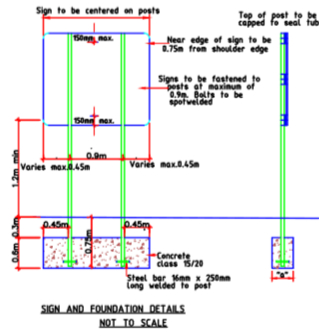 Sign to be centered on posts
Top of post to be
capped to seal tub
150mm max.
Near edge of sign to be
0.75m from shoulder edge
Signs to be fastened to
posts at maximum of
0.9m. Bolts to be
spotwelded
150mm max.
0.9m
Varies max.0.45m
Varies max.0.45m
1.2m min
0.3m
0.45m
0.75m
0.45m
0.6m
Concrete
class 15/20
"a"
Steel bar 16mm x 250mm
long welded to post
SIGN AND FOUNDATION DETAILS
NOT TO SCALE